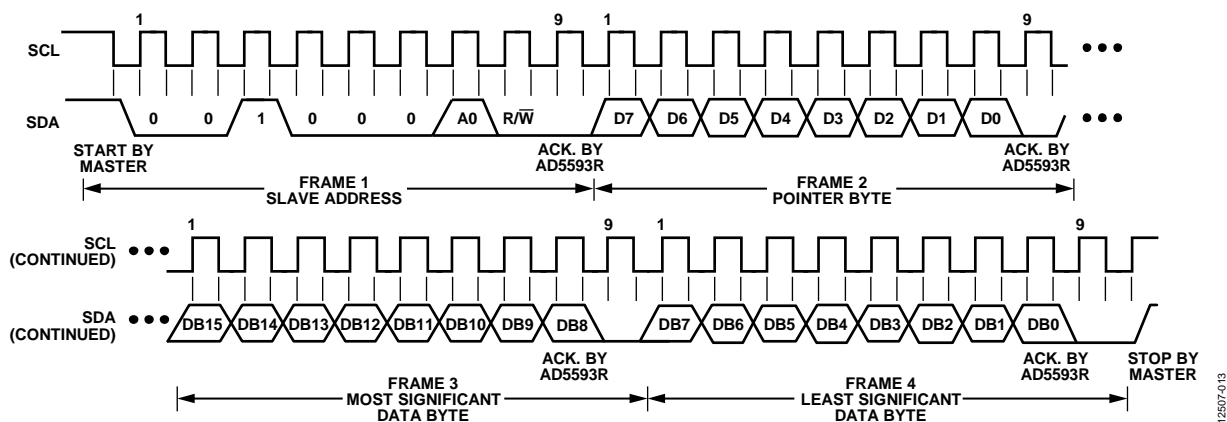 1 9 1 9
SCL
SDA 0 0 1 0 0 0 A0 R/W̅ D7 D6 D5 D4 D3 D2 D1 D0
START BY MASTER
ACK. BY AD5593R
ACK. BY AD5593R
FRAME 1
SLAVE ADDRESS
FRAME 2
POINTER BYTE
1 9 1 9
SCL
(CONTINUED)
SDA
(CONTINUED)
DB15 DB14 DB13 DB12 DB11 DB10 DB9 DB8 DB7 DB6 DB5 DB4 DB3 DB2 DB1 DB0
ACK. BY
AD5593R
ACK. BY
AD5593R
STOP BY
MASTER
FRAME 3
MOST SIGNIFICANT
DATA BYTE
FRAME 4
LEAST SIGNIFICANT
DATA BYTE
12507-013